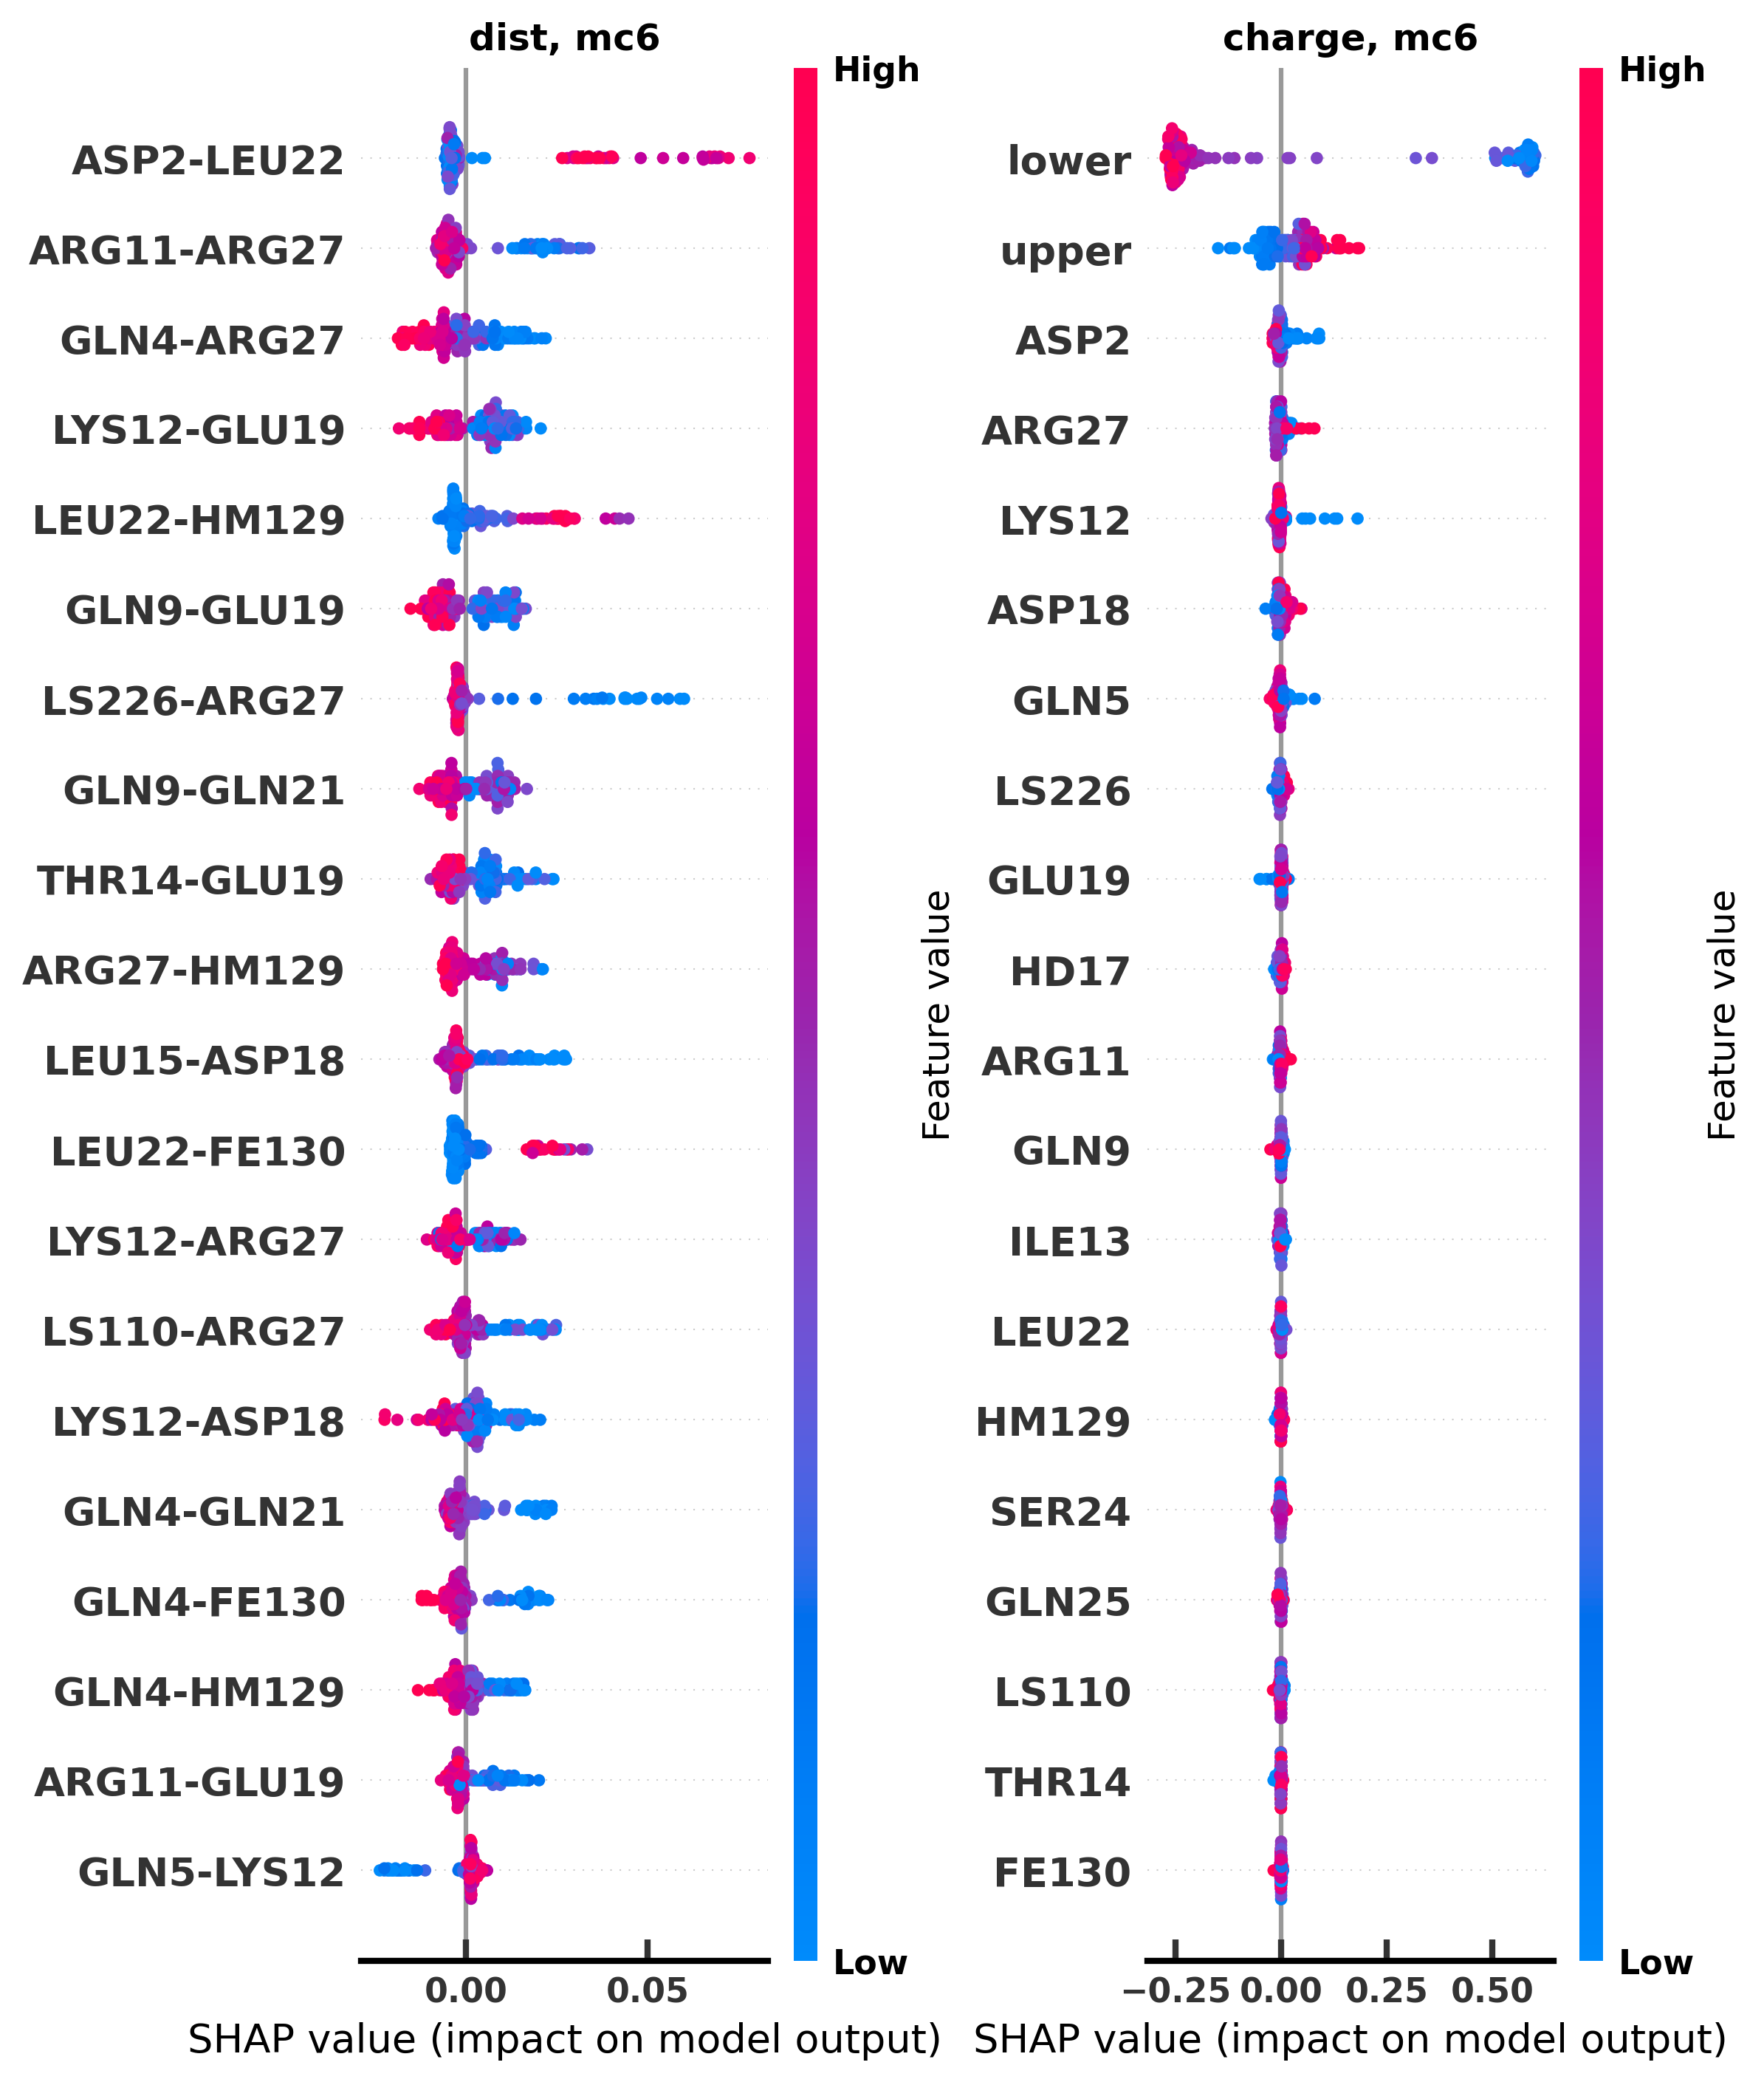 dist, mc6
High
ASP2-LEU22
ARG11-ARG27
GLN4-ARG27
LYS12-GLU19
LEU22-HM129
GLN9-GLU19
LS226-ARG27
GLN9-GLN21
THR14-GLU19
ARG27-HM129
LEU15-ASP18
LEU22-FE130
LYS12-ARG27
LS110-ARG27
LYS12-ASP18
GLN4-GLN21
GLN4-FE130
GLN4-HM129
ARG11-GLU19
GLN5-LYS12
Feature value
Low
0.00 0.05
SHAP value (impact on model output)
charge, mc6
High
lower
upper
ASP2
ARG27
LYS12
ASP18
GLN5
LS226
GLU19
HD17
ARG11
GLN9
ILE13
LEU22
HM129
SER24
GLN25
LS110
THR14
FE130
Feature value
Low
−0.25 0.00 0.25 0.50
SHAP value (impact on model output)